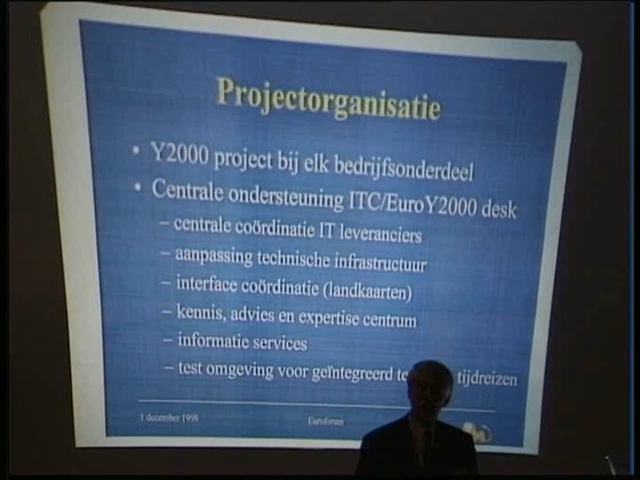 Projectorganisatie
• Y2000 project bij elk bedrijfsonderdeel
• Centrale ondersteuning ITC/EuroY2000 desk
– centrale coördinatie IT leveranciers
– aanpassing technische infrastructuur
– interface coördinatie (landkaarten)
– kennis, advies en expertise centrum
– informatie services
– test omgeving voor geïntegreerd tijdreizen
1 december 1998
Euroforum